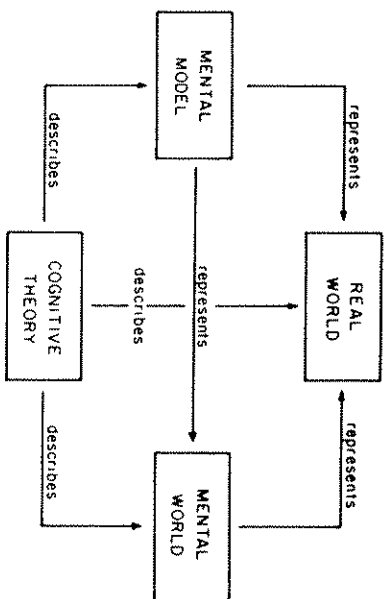 represents
REAL
WORLD
represents
MENTAL
MODEL
represents
MENTAL
WORLD
describes
describes
COGNITIVE
THEORY
describes